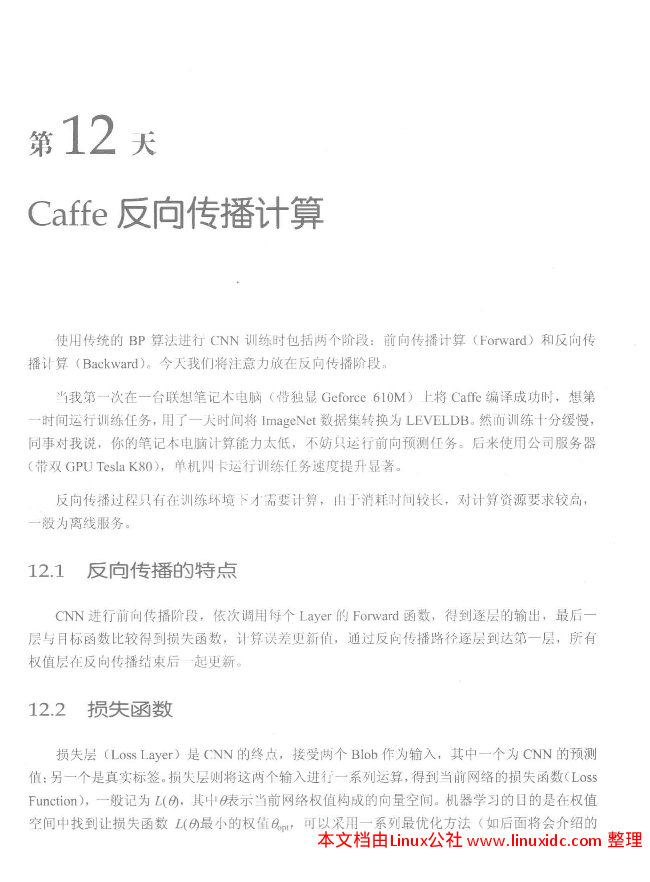 第 12 天
Caffe 反向传播计算
使用传统的 BP 算法进行 CNN 训练时包括两个阶段：前向传播计算（Forward）和反向传
播计算（Backward）。今天我们将注意力放在反向传播阶段。
当我第一次在一台联想笔记本电脑（带独显 Geforce 610M）上将 Caffe 编译成功时，想第
一时间运行训练任务，用了一天时间将 ImageNet 数据集转换为 LEVELDB。然而训练十分缓慢，
同事对我说，你的笔记本电脑计算能力太低，不妨只运行前向预测任务。后来使用公司服务器
（带双 GPU Tesla K80），单机四卡运行训练任务速度提升显著。
反向传播过程只有在训练环境下才需要计算，由于消耗时间较长，对计算资源要求较高，
一般为离线服务。
12.1 反向传播的特点
CNN 进行前向传播阶段，依次调用每个 Layer 的 Forward 函数，得到逐层的输出，最后一
层与目标函数比较得到损失函数，计算误差更新值，通过反向传播路径逐层到达第一层，所有
权值层在反向传播结束后一起更新。
12.2 损失函数
损失层（Loss Layer）是 CNN 的终点，接受两个 Blob 作为输入，其中一个为 CNN 的预测
值；另一个是真实标签。损失层则将这两个输入进行一系列运算，得到当前网络的损失函数（Loss
Function），一般记为 L(θ)，其中θ表示当前网络权值构成的向量空间。机器学习的目的是在权值
空间中找到让损失函数 L(θ)最小的权值θopt，可以采用一系列最优化方法（如后面将会介绍的
本文档由Linux公社 www.linuxidc.com 整理